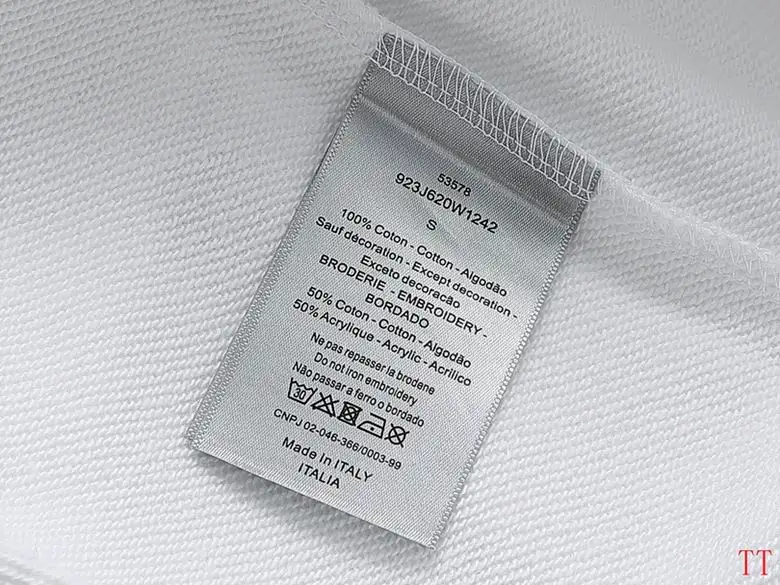 53578
923J620W1242
S
100% Coton - Cotton - Algodão
Sauf décoration - Except decoration -
Exceto decoracão
BRODERIE - EMBROIDERY -
BORDADO
50% Coton - Cotton - Algodão
50% Acrylique - Acrylic - Acrílico
Ne pas repasser la brodene
Do not iron embroidery
Não passar a ferro o bordado
30
CNPJ 02-046-366/0003-99
Made In ITALY
ITALIA
TT